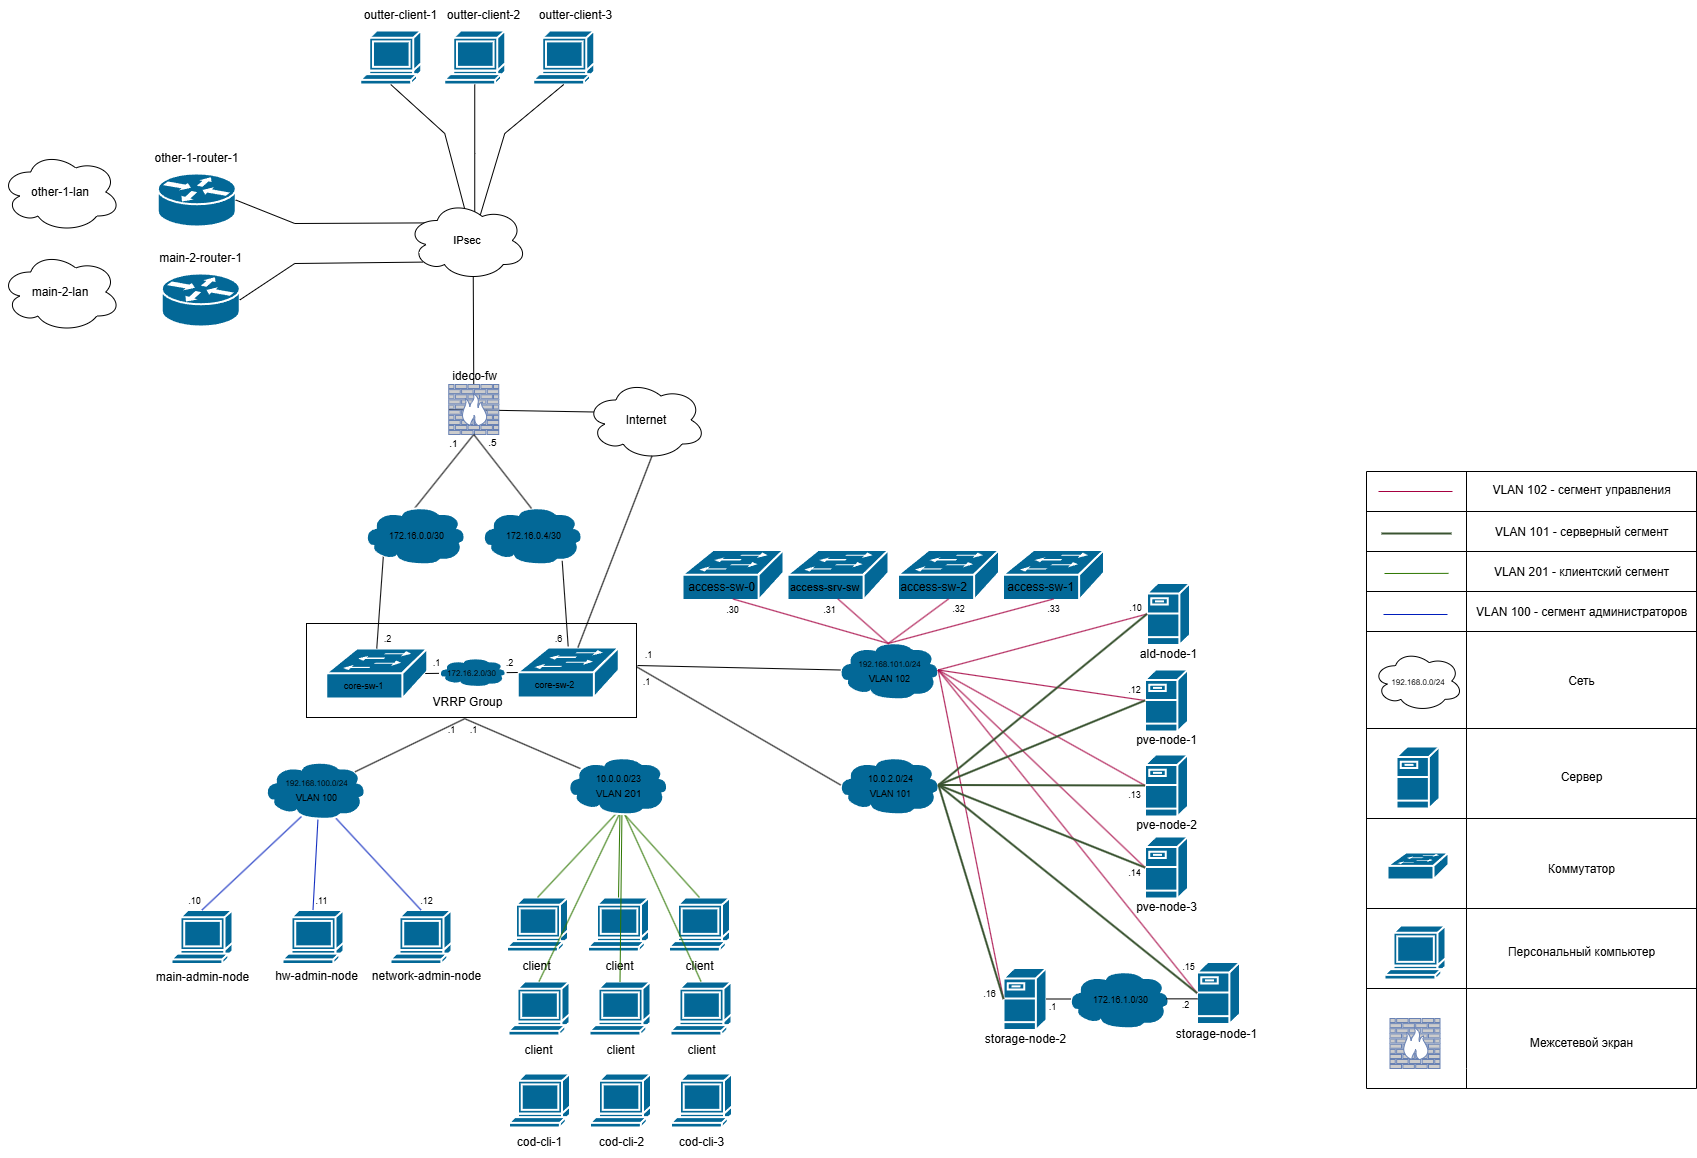 outter-client-1
outter-client-2
outter-client-3
other-1-router-1
other-1-lan
IPsec
main-2-router-1
main-2-lan
ideco-fw
Internet
.1
.5
172.16.0.0/30
172.16.0.4/30
.2
.6
.1
172.16.2.0/30
.2
core-sw-1
core-sw-2
VRRP Group
.1
.1
.1
.1
access-sw-0
access-srv-sw
access-sw-2
access-sw-1
.30
.31
.32
.33
192.168.101.0/24
VLAN 102
10.0.2.0/24
VLAN 101
.10
ald-node-1
.12
pve-node-1
.13
pve-node-2
.14
pve-node-3
192.168.100.0/24
VLAN 100
10.0.0.0/23
VLAN 201
.10
.11
.12
main-admin-node
hw-admin-node
network-admin-node
client
client
client
client
client
client
cod-cli-1
cod-cli-2
cod-cli-3
.16
.1
172.16.1.0/30
.15
.2
storage-node-2
storage-node-1
VLAN 102 - сегмент управления
VLAN 101 - серверный сегмент
VLAN 201 - клиентский сегмент
VLAN 100 - сегмент администраторов
192.168.0.0/24
Сеть
Сервер
Коммутатор
Персональный компьютер
Межсетевой экран